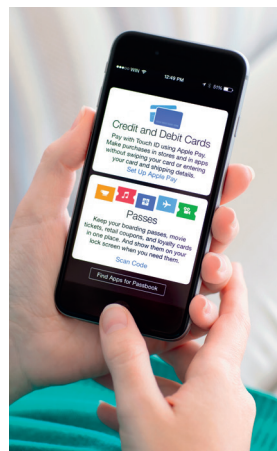 WIN 12:49 PM 51%
Credit and Debit Cards
Pay with Touch ID using Apple Pay.
Make purchases in stores and in apps
without swiping your card or entering
your card and shipping details.
Set Up Apple Pay
Passes
Keep your boarding passes, movie
tickets, retail coupons, and loyalty cards
in one place. And show them on your
lock screen when you need them.
Scan Code
Find Apps for Passbook